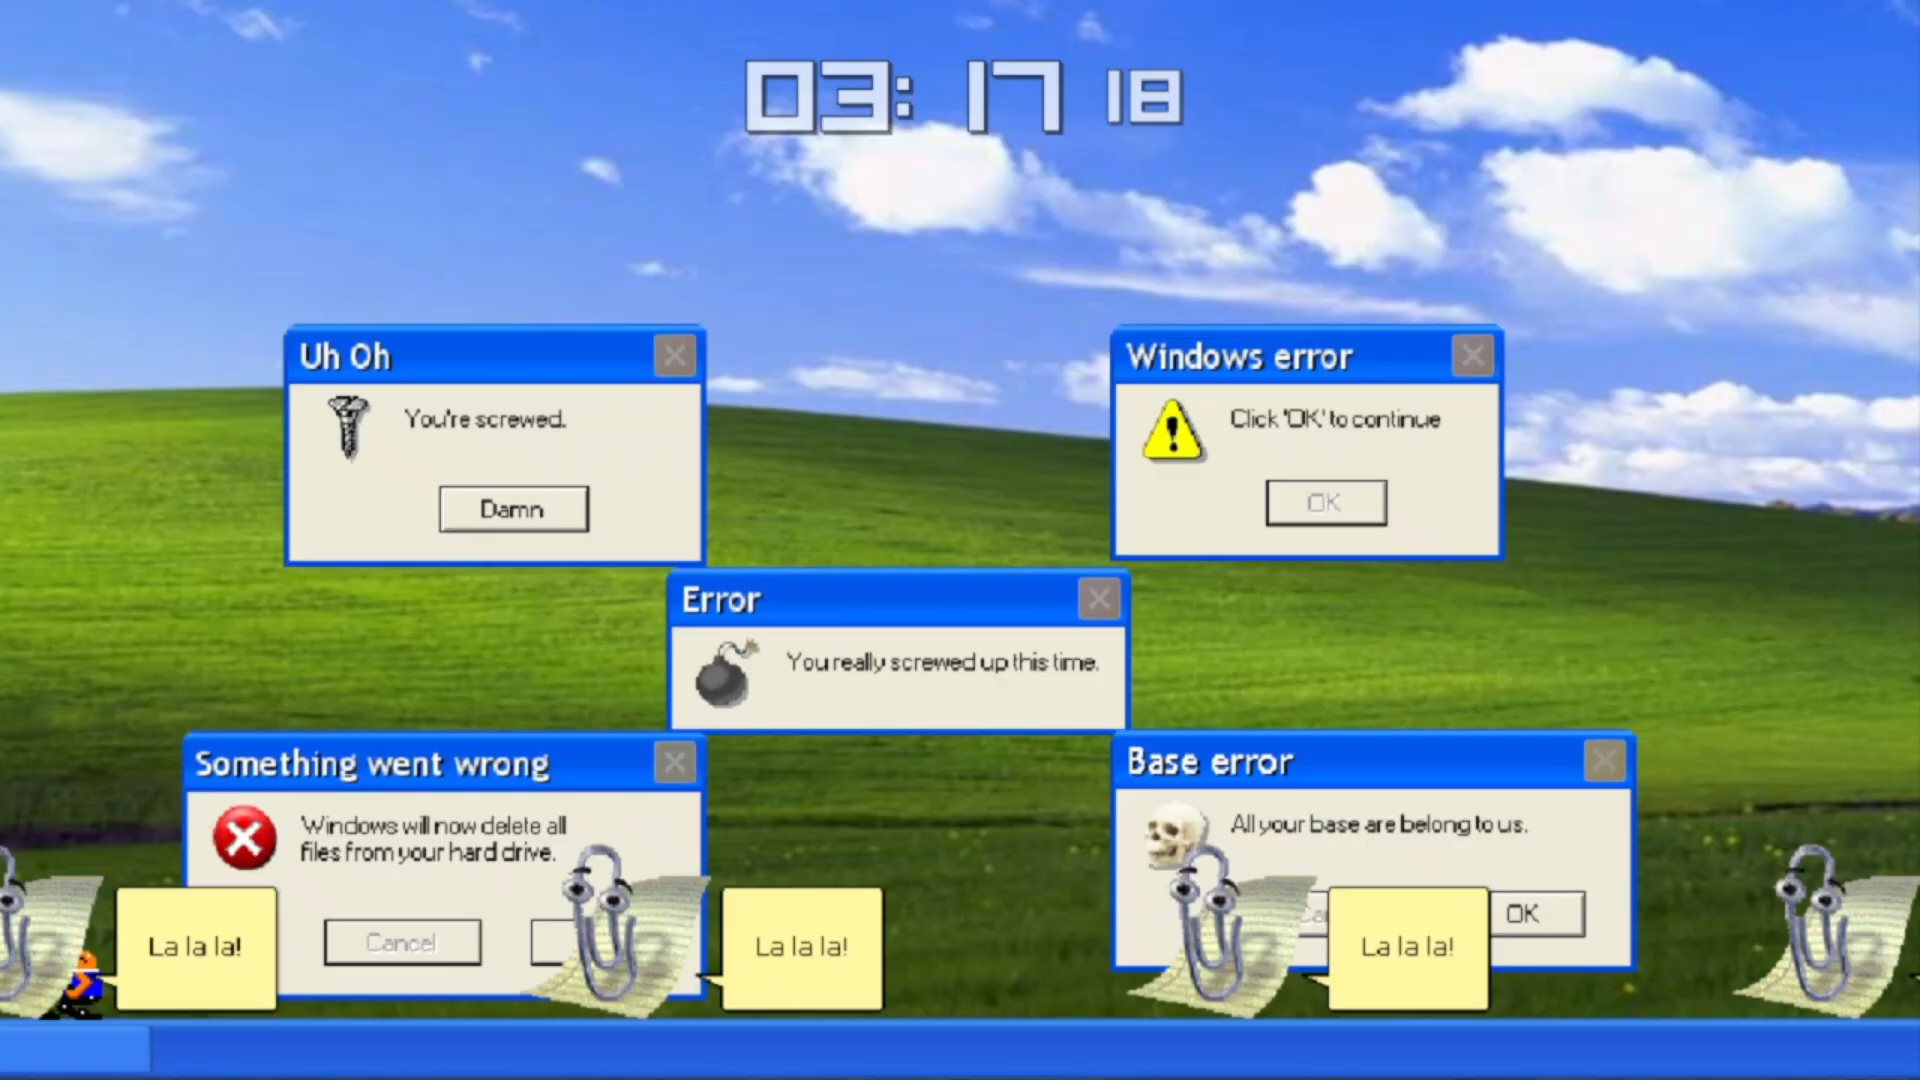 03:17 18
Uh Oh
You're screwed.
Damn
Windows error
Click 'OK' to continue
OK
Error
You really screwed up this time.
Something went wrong
Windows will now delete all
files from your hard drive.
Cancel
Base error
All your base are belong to us.
OK
La la la!
La la la!
La la la!